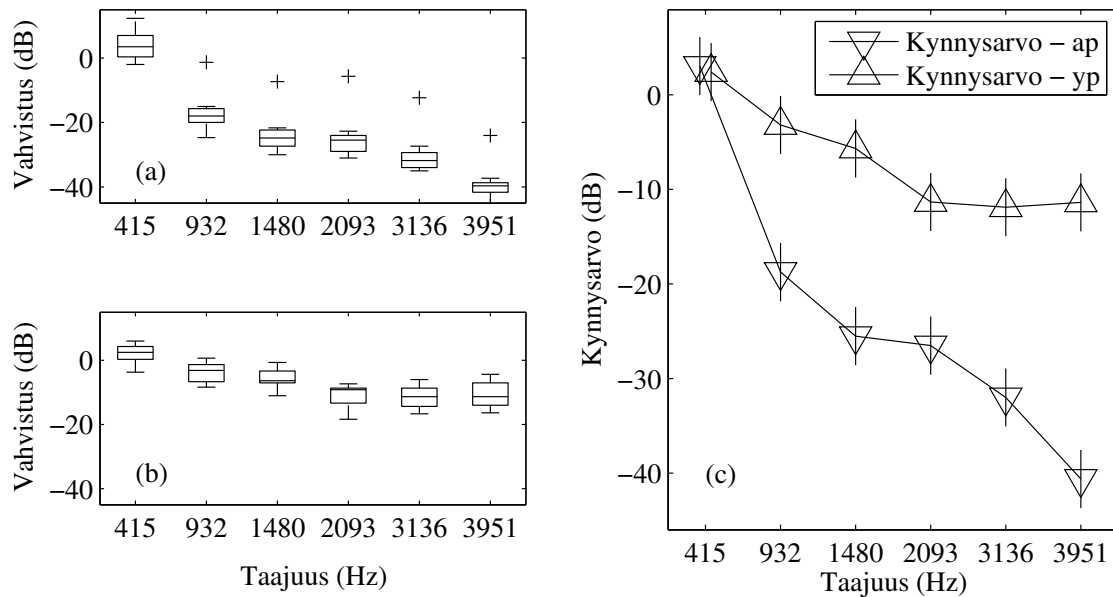 Vahvistus (dB)
0
−20
−40
(a)
415 932 1480 2093 3136 3951
Vahvistus (dB)
0
−20
−40
(b)
415 932 1480 2093 3136 3951
Taajuus (Hz)
Kynnysarvo − ap
Kynnysarvo − yp
Kynnysarvo (dB)
0
−10
−20
−30
−40
(c)
415 932 1480 2093 3136 3951
Taajuus (Hz)